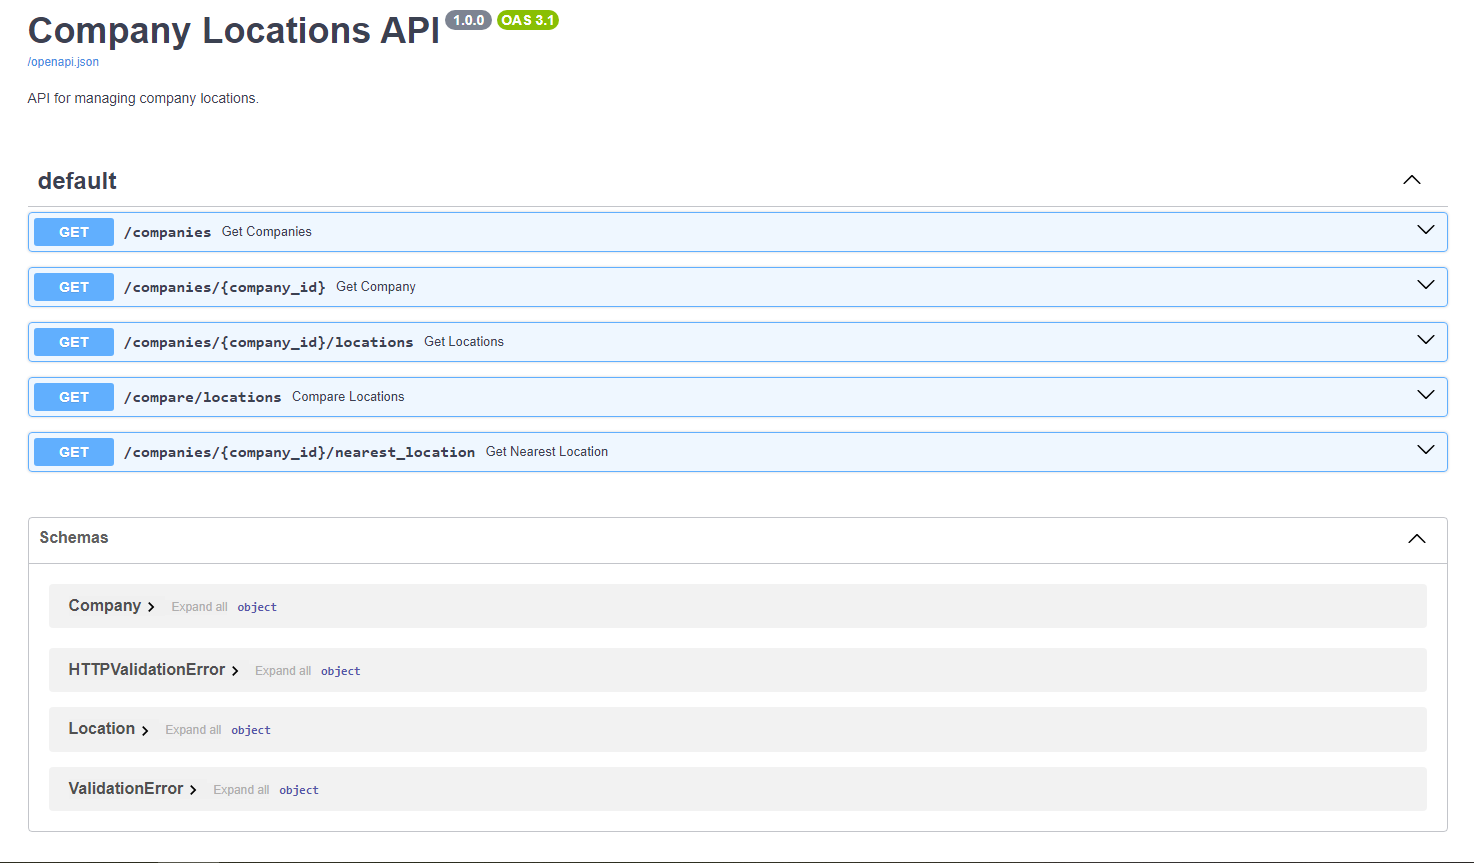 Company Locations API 1.0.0 OAS 3.1
/openapi.json
API for managing company locations.
default
GET /companies Get Companies
GET /companies/{company_id} Get Company
GET /companies/{company_id}/locations Get Locations
GET /compare/locations Compare Locations
GET /companies/{company_id}/nearest_location Get Nearest Location
Schemas
Company Expand all object
HTTPValidationError Expand all object
Location Expand all object
ValidationError Expand all object